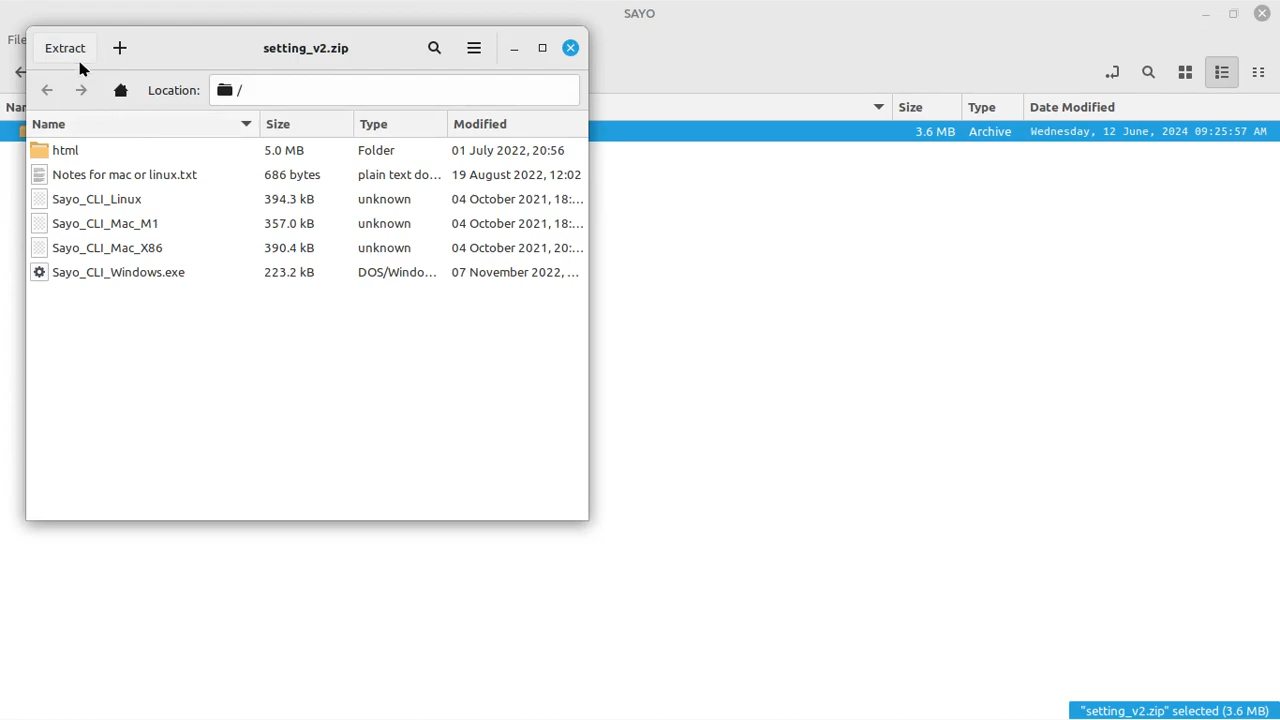 SAYO
File
Extract
setting_v2.zip
Location: /
Name Size Type Modified
html 5.0 MB Folder 01 July 2022, 20:56
Notes for mac or linux.txt 686 bytes plain text do... 19 August 2022, 12:02
Sayo_CLI_Linux 394.3 kB unknown 04 October 2021, 18:...
Sayo_CLI_Mac_M1 357.0 kB unknown 04 October 2021, 18:...
Sayo_CLI_Mac_X86 390.4 kB unknown 04 October 2021, 20:...
Sayo_CLI_Windows.exe 223.2 kB DOS/Windo... 07 November 2022, ...
Size Type Date Modified
3.6 MB Archive Wednesday, 12 June, 2024 09:25:57 AM
"setting_v2.zip" selected (3.6 MB)